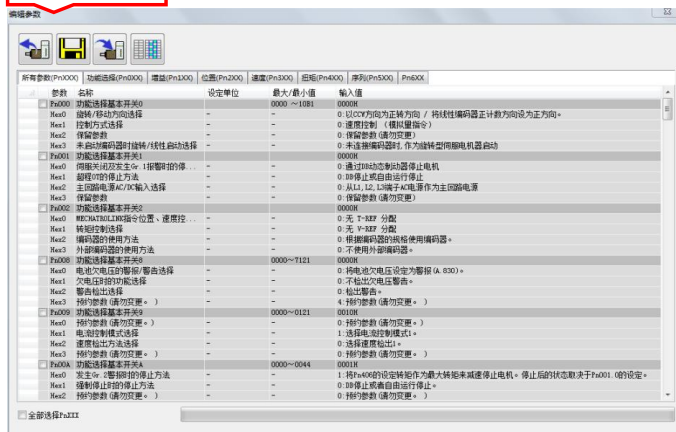 编辑参数
所有参数(PnXXX) 功能选择(Pn0XX) 增益(Pn1XX) 位置(Pn2XX) 速度(Pn3XX) 扭矩(Pn4XX) 序列(Pn5XX) Pn6XX
参数 名称 设定单位 最大/最小值 输入值
Pn000 功能选择基本开关0 0000 ～10B1 0000H
Hex0 旋转/移动方向选择 - - 0:以CCW方向为正转方向 / 将线性编码器正计数方向设为正方向。
Hex1 控制方式选择 - - 0:速度控制 (模拟量指令)
Hex2 保留参数 - - 0:保留参数(请勿变更)
Hex3 未启动编码器时旋转/线性启动选择 - - 0:未连接编码器时，作为旋转型伺服电机器启动
Pn001 功能选择基本开关1 0000H
Hex0 伺服关闭及发生Gr.1报警时的停... - - 0:通过DB动态制动器停止电机
Hex1 超程OT的停止方法 - - 0:DB停止或自由运行停止
Hex2 主回路电源AC/DC输入选择 - - 0:从L1,L2,L3端子AC电源作为主回路电源
Hex3 保留参数 - - 0:保留参数(请勿变更)
Pn002 功能选择基本开关2 0000H
Hex0 MECHATROLINK指令位置、速度控... - - 0:无 T-REF 分配
Hex1 转矩控制选择 - - 0:无 V-REF 分配
Hex2 编码器的使用方法 - - 0:根据编码器的规格使用编码器。
Hex3 外部编码器的使用方法 - - 0:不使用外部编码器。
Pn008 功能选择基本开关8 0000～7121 0000H
Hex0 电池欠电压的警报/警告选择 - - 0:将电池欠电压设定为警报(A.830)。
Hex1 欠电压时的功能选择 - - 0:不检出欠电压警告。
Hex2 警告检出选择 - - 0:检出警告。
Hex3 预约参数(请勿变更。 ) - - 4:预约参数(请勿变更。 )
Pn009 功能选择基本开关9 0000～0121 0010H
Hex0 预约参数(请勿变更。) - - 0:预约参数(请勿变更。 )
Hex1 电流控制模式选择 - - 1:选择电流控制模式1。
Hex2 速度检出方法选择 - - 0:选择速度检出1。
Hex3 预约参数(请勿变更。 ) - - 0:预约参数(请勿变更。 )
Pn00A 功能选择基本开关A 0000～0044 0001H
Hex0 发生Gr.2警报时的停止方法 - - 1:将Pn406的设定转矩作为最大转矩来减速停止电机。停止后的状态取决于Pn001.0的设定。
Hex1 强制停止时的停止方法 - - 0:DB停止或者自由运行停止。
Hex2 预约参数(请勿变更。 ) - - 0:预约参数(请勿变更。 )
全部选择PnXXX